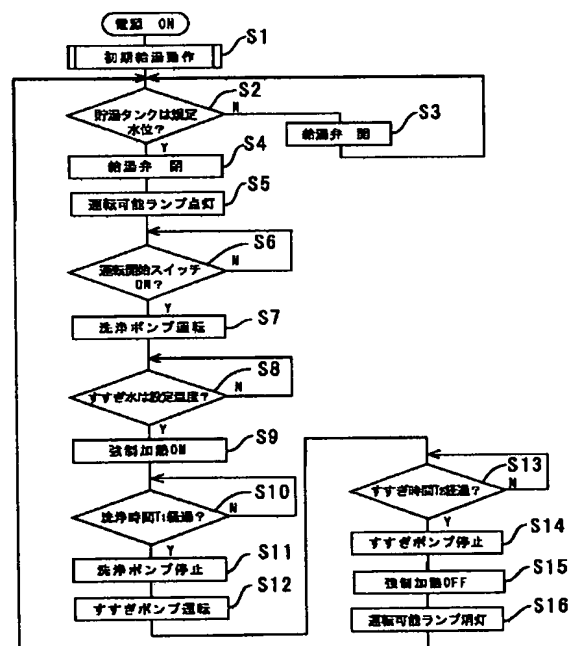 電源 ON
初期給湯動作
S1
貯湯タンクは規定
水位？
S2
N
Y
給湯弁 開
S3
給湯弁 閉
S4
運転可能ランプ点灯
S5
運転開始スイッチ
ON？
S6
N
Y
洗浄ポンプ運転
S7
すすぎ水は設定温度？
S8
N
Y
強制加熱ON
S9
洗浄時間T1経過？
S10
N
Y
洗浄ポンプ停止
S11
すすぎポンプ運転
S12
すすぎ時間T2経過？
S13
N
Y
すすぎポンプ停止
S14
強制加熱OFF
S15
運転可能ランプ消灯
S16